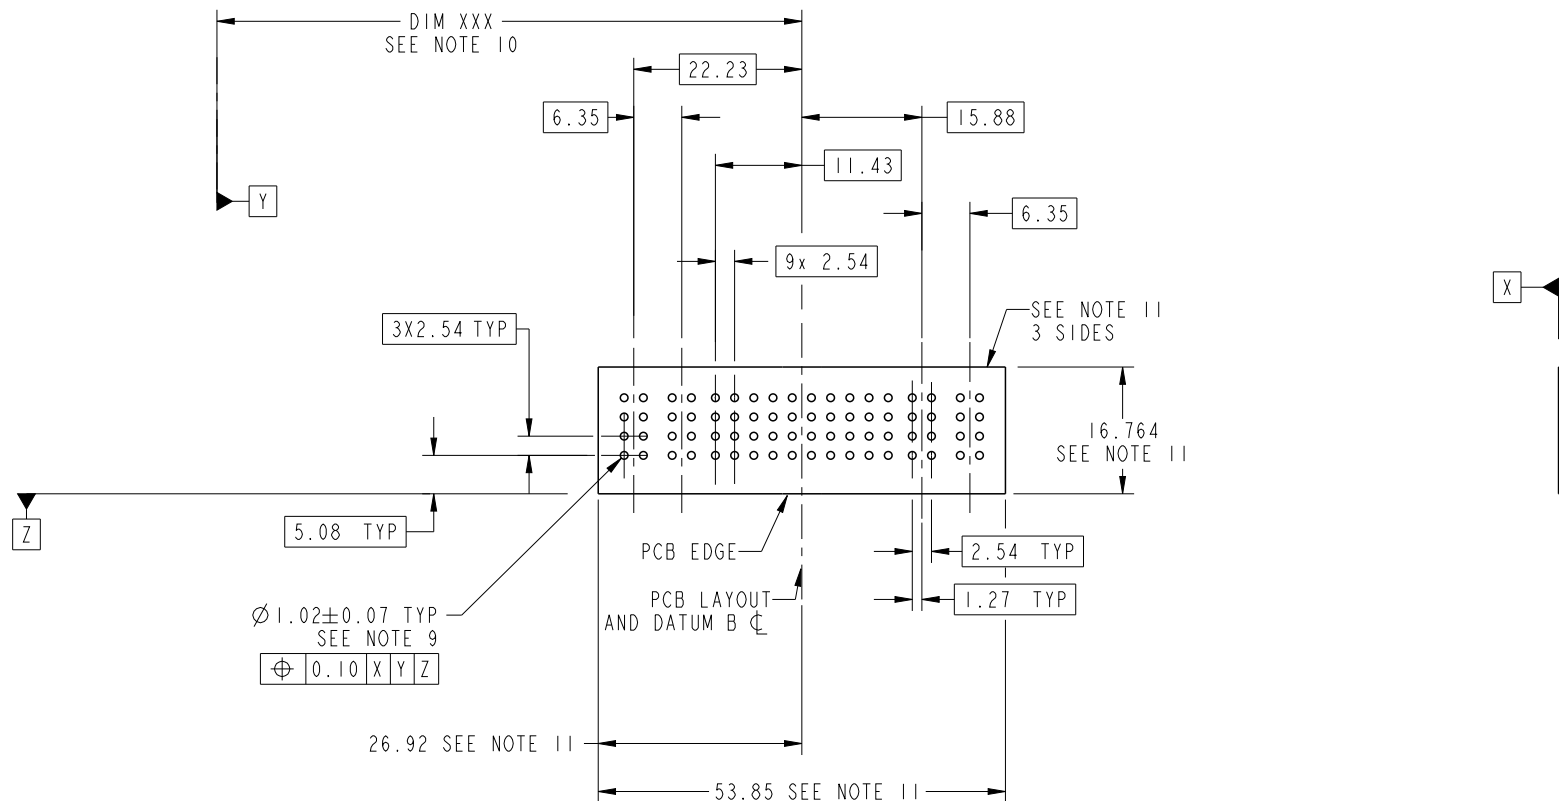 DIM XXX
SEE NOTE 10
22.23
6.35
15.88
11.43
Y
6.35
9x 2.54
X
SEE NOTE 11
3 SIDES
3X2.54 TYP
16.764
SEE NOTE 11
Z
5.08 TYP
PCB EDGE
2.54 TYP
PCB LAYOUT
AND DATUM B ℄
1.27 TYP
Ø1.02±0.07 TYP
SEE NOTE 9
⌖ 0.10 X Y Z
26.92 SEE NOTE 11
53.85 SEE NOTE 11